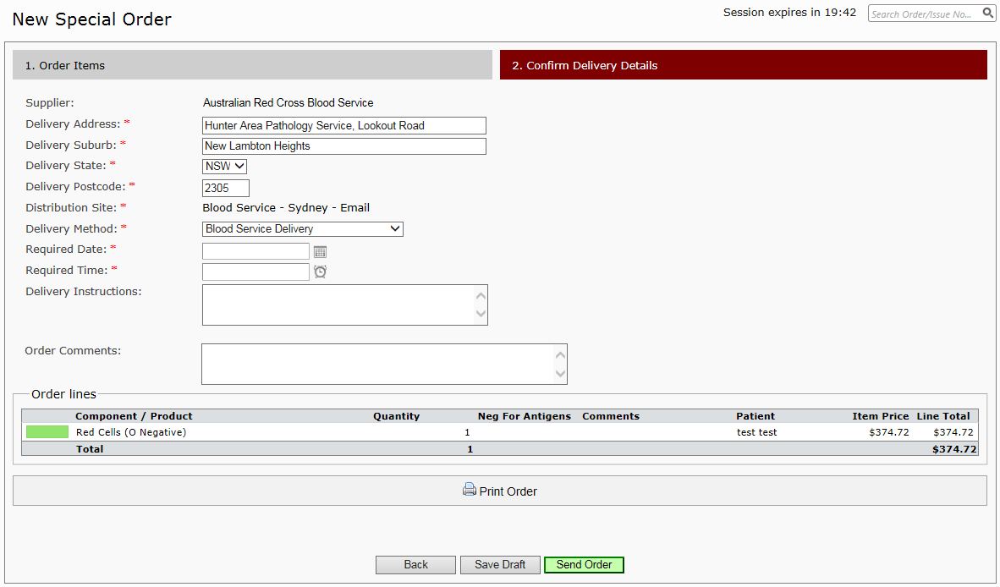 New Special Order
Session expires in 19:42
Search Order/Issue No...
1. Order Items
2. Confirm Delivery Details
Supplier: Australian Red Cross Blood Service
Delivery Address: * Hunter Area Pathology Service, Lookout Road
Delivery Suburb: * New Lambton Heights
Delivery State: * NSW
Delivery Postcode: * 2305
Distribution Site: * Blood Service - Sydney - Email
Delivery Method: * Blood Service Delivery
Required Date: *
Required Time: *
Delivery Instructions:
Order Comments:
Order lines
Component / Product Quantity Neg For Antigens Comments Patient Item Price Line Total
Red Cells (O Negative) 1 test test $374.72 $374.72
Total 1 $374.72
Print Order
Back Save Draft Send Order